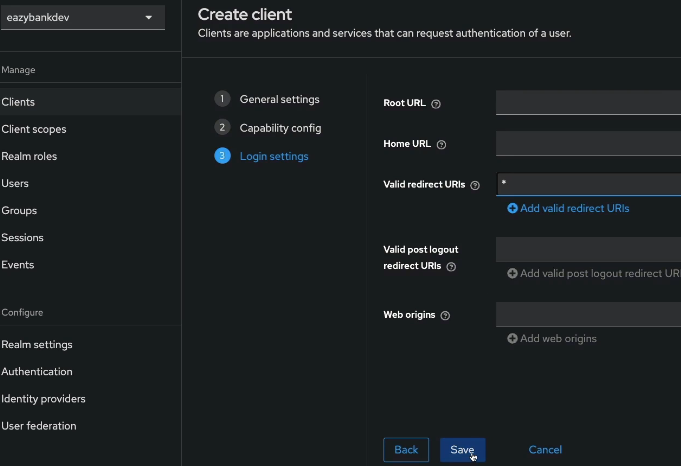 eazybankdev
Create client
Clients are applications and services that can request authentication of a user.
Manage
Clients
Client scopes
Realm roles
Users
Groups
Sessions
Events
Configure
Realm settings
Authentication
Identity providers
User federation
1 General settings
2 Capability config
3 Login settings
Root URL
Home URL
Valid redirect URIs *
Add valid redirect URIs
Valid post logout
redirect URIs
Add valid post logout redirect URI
Web origins
Add web origins
Back Save Cancel